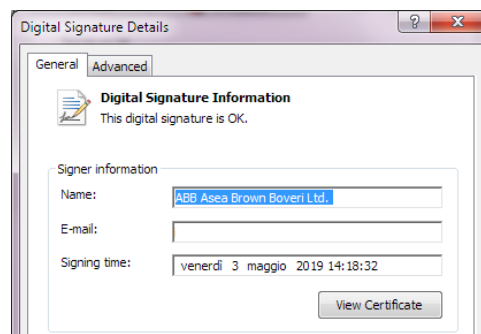 Digital Signature Details
General Advanced
Digital Signature Information
This digital signature is OK.
Signer information
Name: ABB Asea Brown Boveri Ltd.
E-mail:
Signing time: venerdì 3 maggio 2019 14:18:32
View Certificate